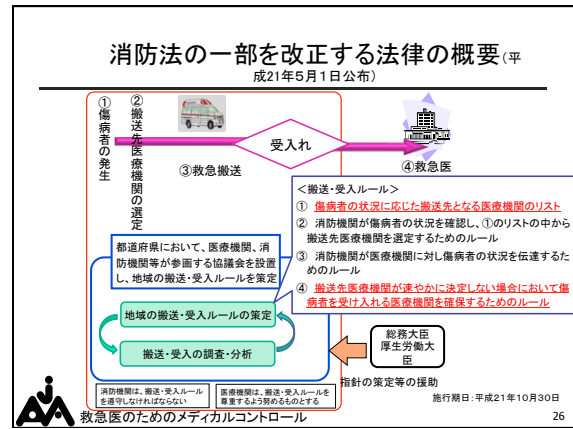 消防法の一部を改正する法律の概要(平
成21年5月1日公布)
①傷病者の発生
②搬送先医療機関の選定
受入れ
③救急搬送
④救急医
<搬送・受入ルール>
① 傷病者の状況に応じた搬送先となる医療機関のリスト
② 消防機関が傷病者の状況を確認し、①のリストの中から
搬送先医療機関を選定するためのルール
③ 消防機関が医療機関に対し傷病者の状況を伝達するた
めのルール
④ 搬送先医療機関が速やかに決定しない場合において傷
病者を受け入れる医療機関を確保するためのルール
都道府県において、医療機関、消
防機関等が参画する協議会を設置
し、地域の搬送・受入ルールを策定
地域の搬送・受入ルールの策定
搬送・受入の調査・分析
総務大臣
厚生労働大
臣
指針の策定等の援助
消防機関は、搬送・受入ルール
を遵守しなければならない
医療機関は、搬送・受入ルールを
尊重するよう努めるものとする
施行期日:平成21年10月30日
救急医のためのメディカルコントロール
26